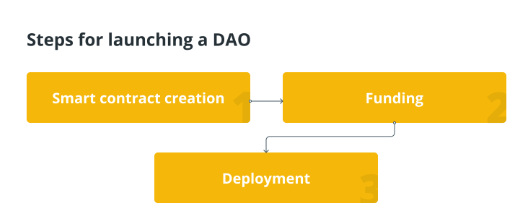 Steps for launching a DAO
Smart contract creation
1
Funding
2
Deployment
3